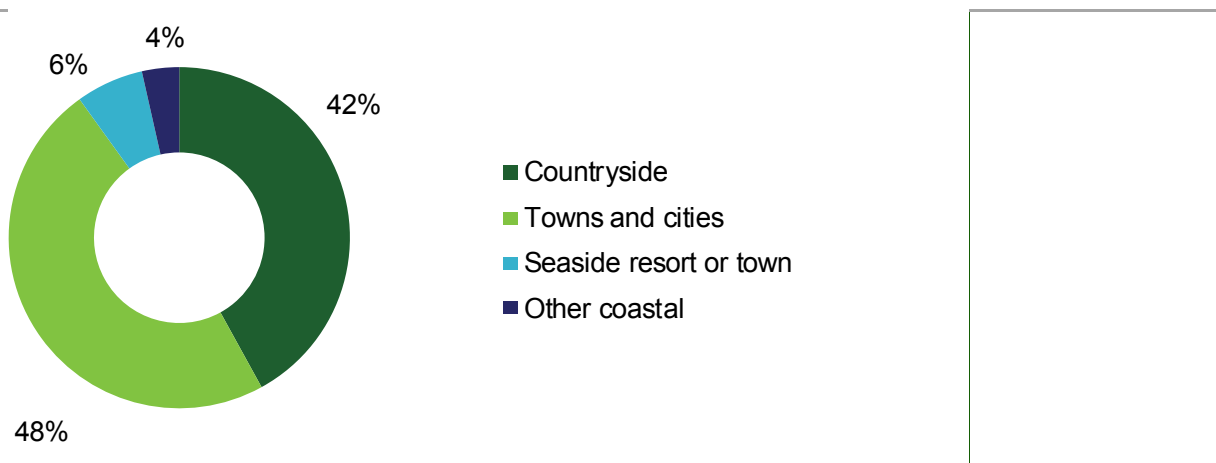 4%
6%
42%
Countryside
Towns and cities
Seaside resort or town
Other coastal
48%